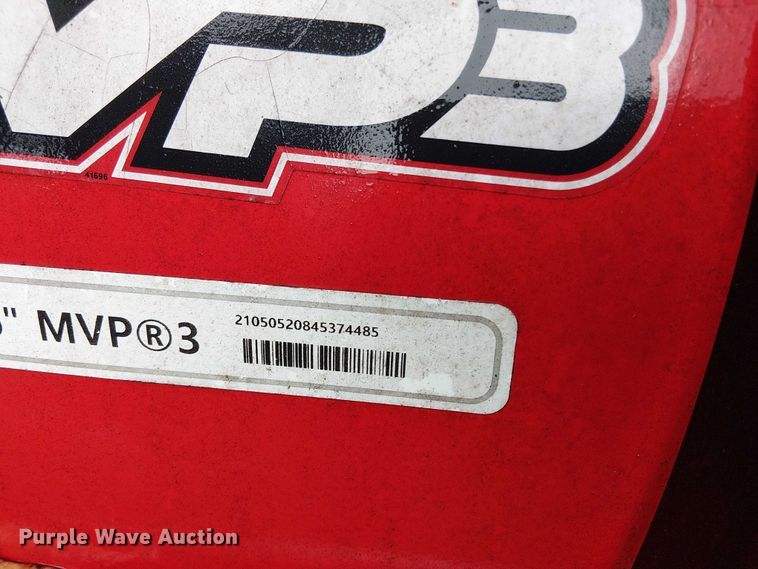 VP3
41696
" MVP®3
21050520845374485
Purple Wave Auction